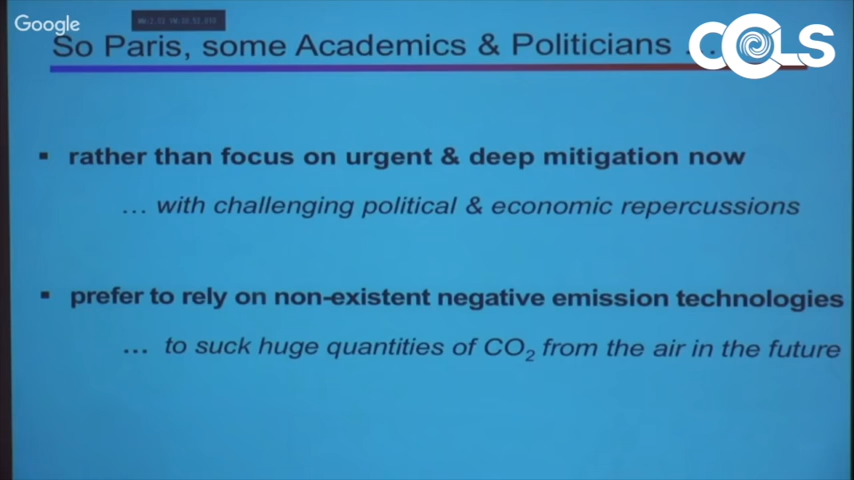 Google
So Paris, some Academics & Politicians . .
CCLS
▪ rather than focus on urgent & deep mitigation now
… with challenging political & economic repercussions
▪ prefer to rely on non-existent negative emission technologies
… to suck huge quantities of CO₂ from the air in the future